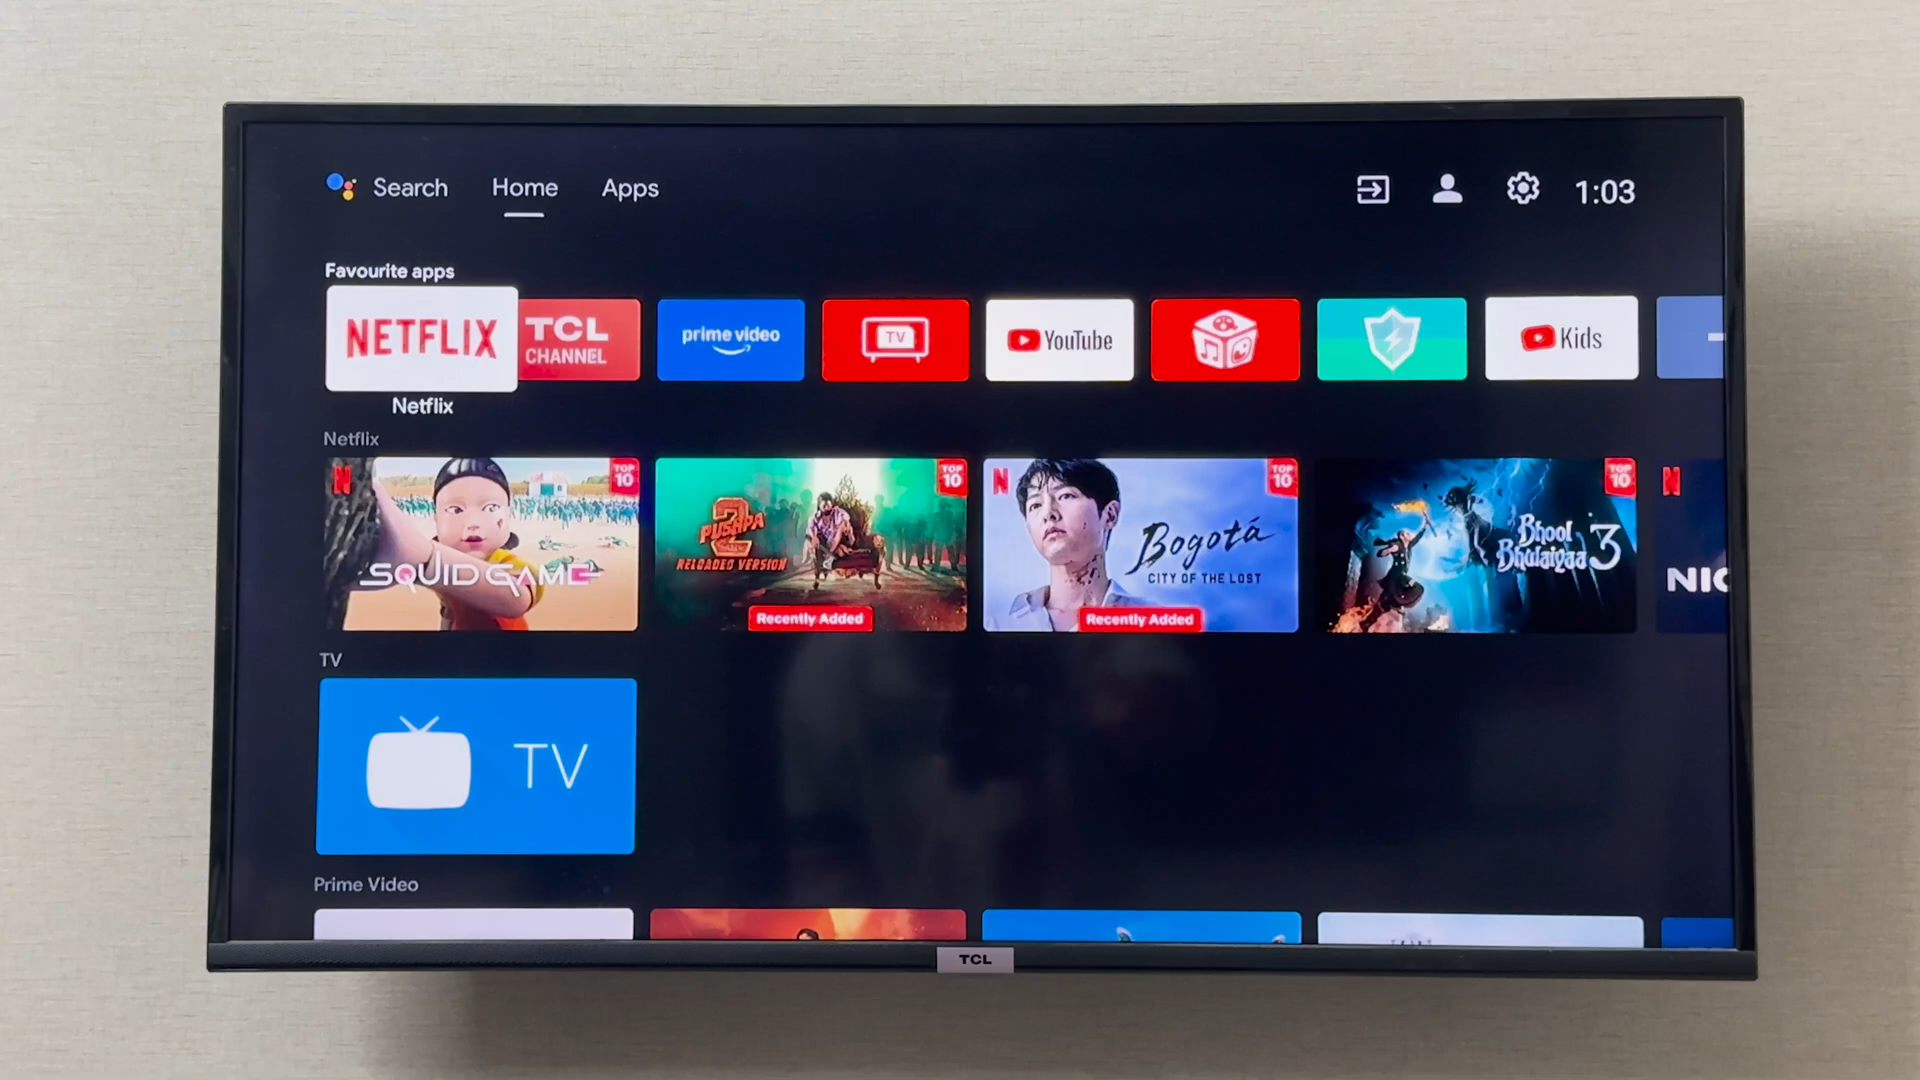 Search Home Apps 1:03
Favourite apps
NETFLIX
TCL
CHANNEL
prime video
TV
YouTube
Kids
Netflix
Netflix
N
TOP
10
SQUID GAME
TOP
10
PUSHPA
2
RELOADED VERSION
Recently Added
N
TOP
10
Bogotá
CITY OF THE LOST
Recently Added
TOP
10
Bhool
Bhulaiyaa 3
N
NIC
TV
TV
Prime Video
TCL